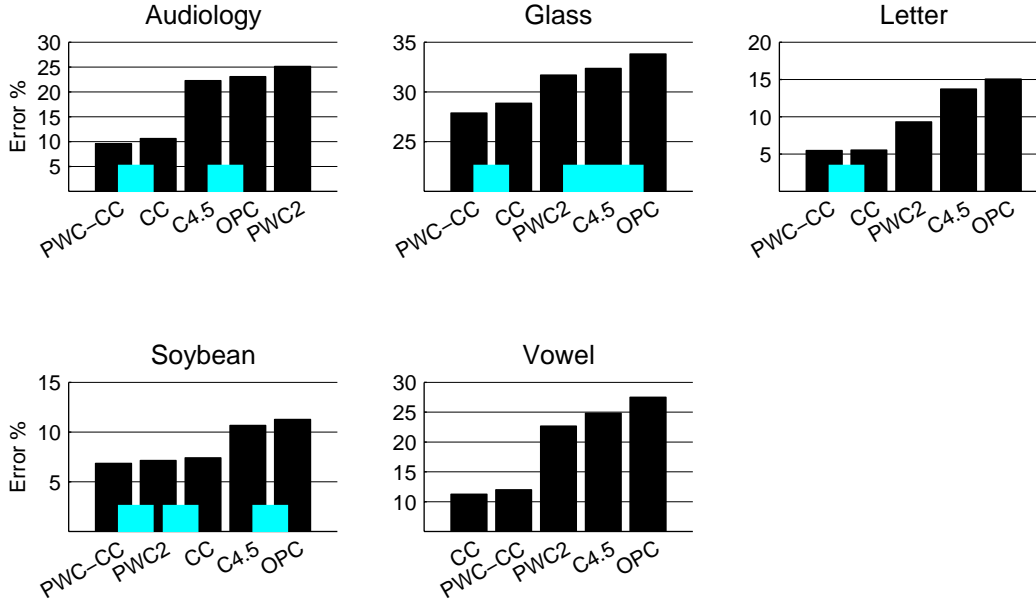 Audiology
30
25
20
15
10
5
Error %
PWC−CC
CC
C4.5
OPC
PWC2
Glass
35
30
25
PWC−CC
CC
PWC2
C4.5
OPC
Letter
20
15
10
5
PWC−CC
CC
PWC2
C4.5
OPC
Soybean
15
10
5
Error %
PWC−CC
PWC2
CC
C4.5
OPC
Vowel
30
25
20
15
10
CC
PWC−CC
PWC2
C4.5
OPC